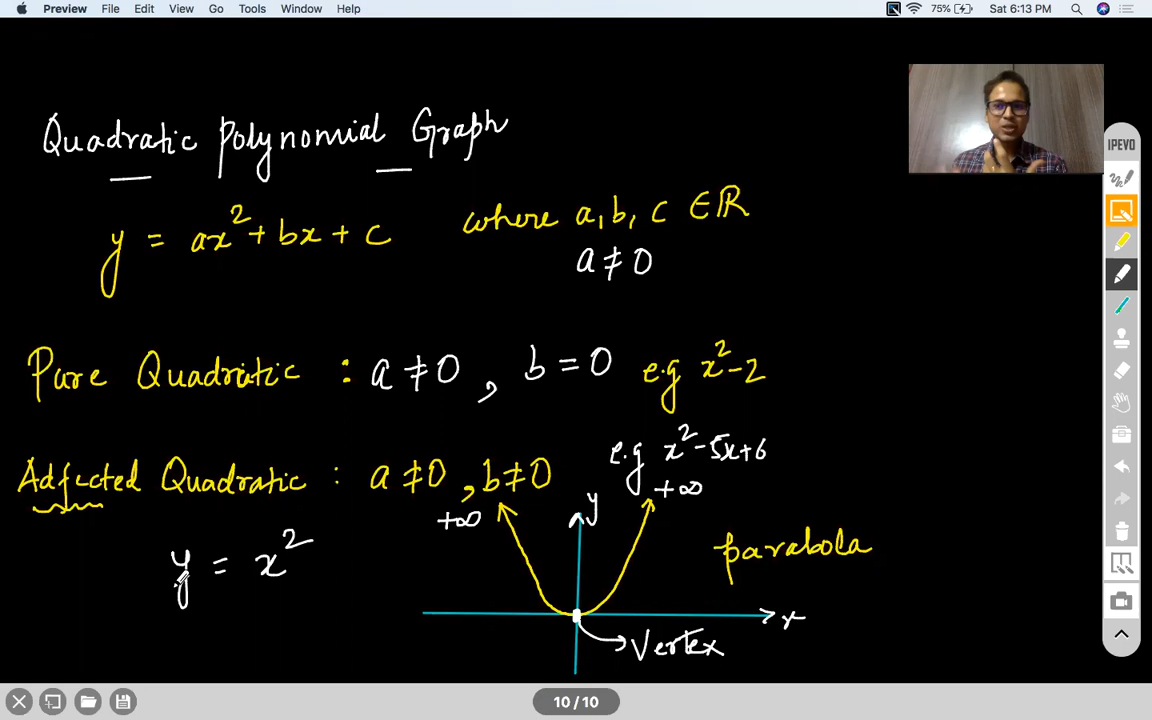 Preview File Edit View Go Tools Window Help 75% Sat 6:13 PM
Quadratic Polynomial Graph
IPEVO
y = ax² + bx + c where a, b, c ∈ ℝ
a ≠ 0
Pure Quadratic : a ≠ 0 , b = 0 e.g x² - 2
e.g x² - 5x + 6
Adfected Quadratic : a ≠ 0 , b ≠ 0
+∞ y +∞
y = x² parabola
x
Vertex
10 / 10